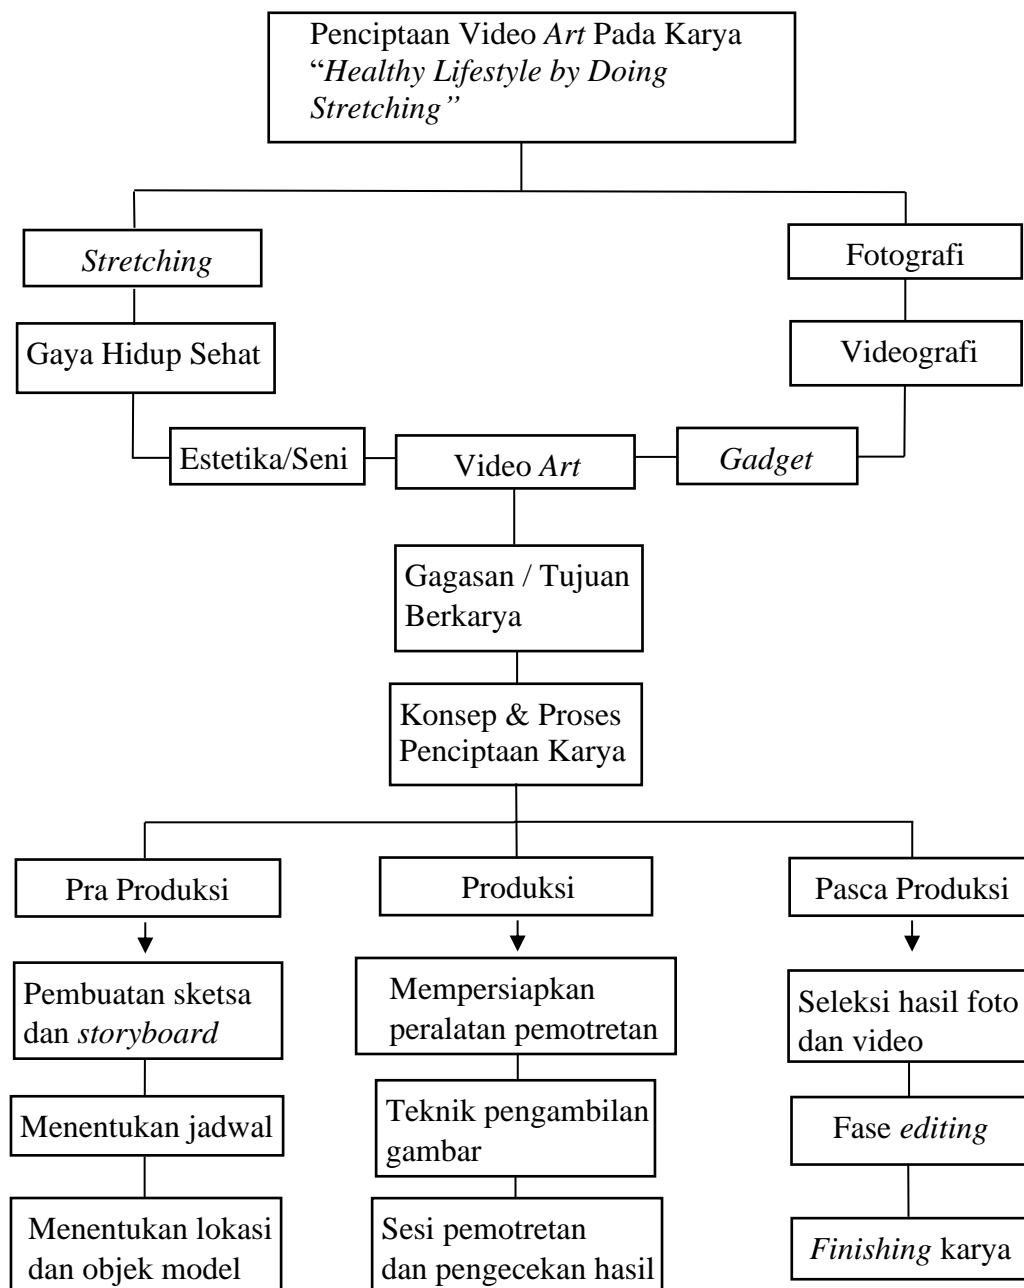 Penciptaan Video Art Pada Karya
“Healthy Lifestyle by Doing
Stretching”
Stretching
Fotografi
Gaya Hidup Sehat
Videografi
Estetika/Seni
Video Art
Gadget
Gagasan / Tujuan
Berkarya
Konsep & Proses
Penciptaan Karya
Pra Produksi
Produksi
Pasca Produksi
Pembuatan sketsa
dan storyboard
Mempersiapkan
peralatan pemotretan
Seleksi hasil foto
dan video
Menentukan jadwal
Teknik pengambilan
gambar
Fase editing
Menentukan lokasi
dan objek model
Sesi pemotretan
dan pengecekan hasil
Finishing karya